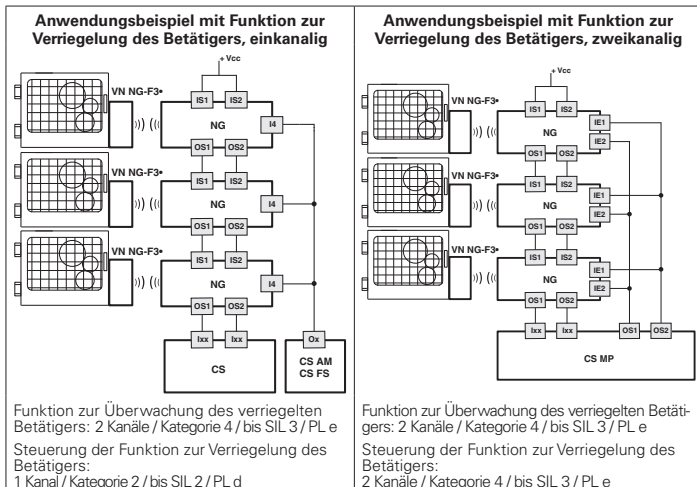 Anwendungsbeispiel mit Funktion zur
Verriegelung des Betätigers, einkanalig
+ Vcc
VN NG-F3•
IS1 IS2
NG
I4
OS1 OS2
IS1 IS2
VN NG-F3•
NG
I4
OS1 OS2
IS1 IS2
VN NG-F3•
NG
I4
OS1 OS2
Ixx Ixx
Ox
CS
CS AM
CS FS
Funktion zur Überwachung des verriegelten
Betätigers: 2 Kanäle / Kategorie 4 / bis SIL 3 / PL e
Steuerung der Funktion zur Verriegelung des
Betätigers:
1 Kanal / Kategorie 2 / bis SIL 2 / PL d
Anwendungsbeispiel mit Funktion zur
Verriegelung des Betätigers, zweikanalig
+ Vcc
VN NG-F3•
IS1 IS2
IE1
NG
IE2
OS1 OS2
IS1 IS2
VN NG-F3•
IE1
NG
IE2
OS1 OS2
IS1 IS2
VN NG-F3•
IE1
NG
IE2
OS1 OS2
Ixx Ixx OS1 OS2
CS MP
Funktion zur Überwachung des verriegelten Betäti-
gers: 2 Kanäle / Kategorie 4 / bis SIL 3 / PL e
Steuerung der Funktion zur Verriegelung des
Betätigers:
2 Kanäle / Kategorie 4 / bis SIL 3 / PL e